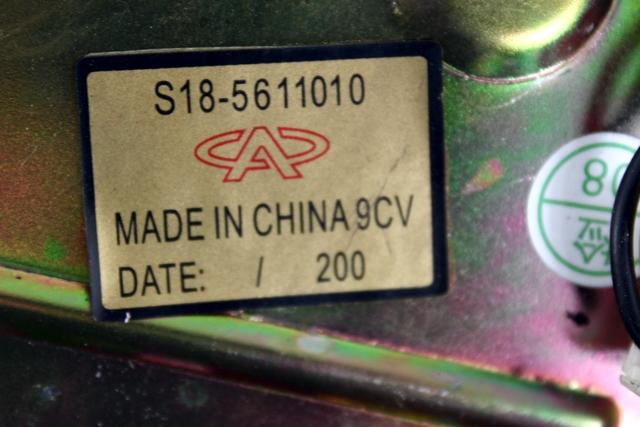 S18-5611010
MADE IN CHINA 9CV
DATE: / 200